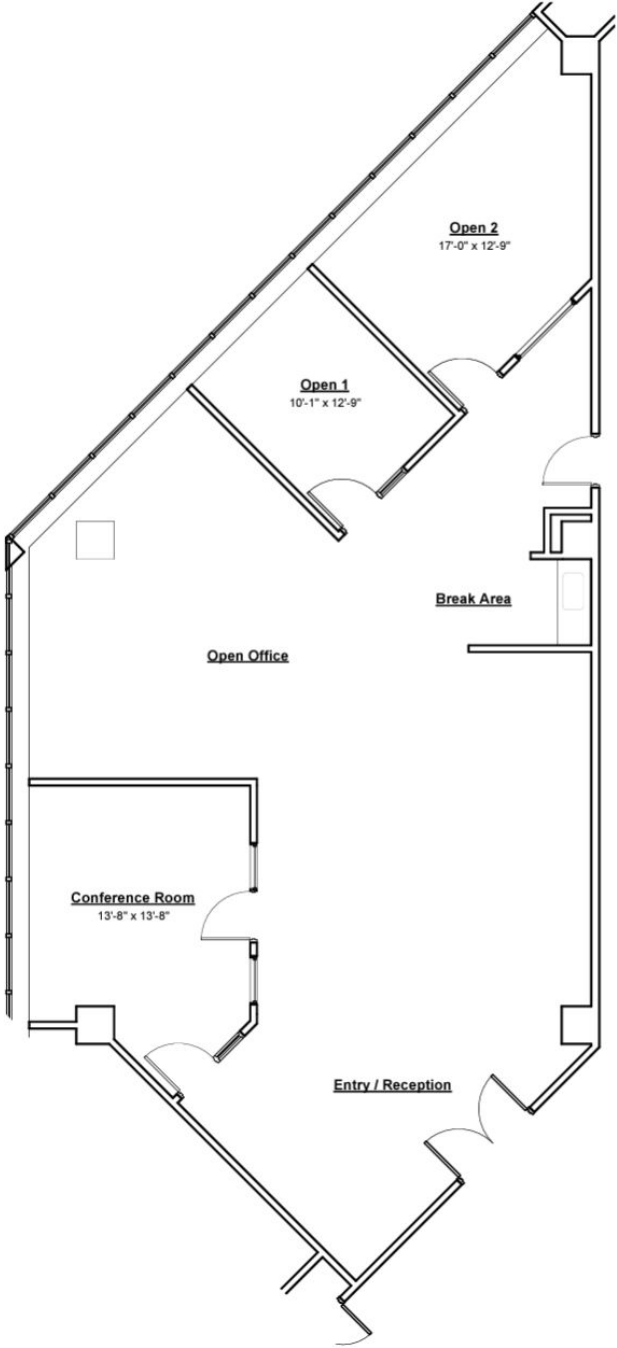 Open 2
17'-0" x 12'-9"
Open 1
10'-1" x 12'-9"
Break Area
Open Office
Conference Room
13'-8" x 13'-8"
Entry / Reception